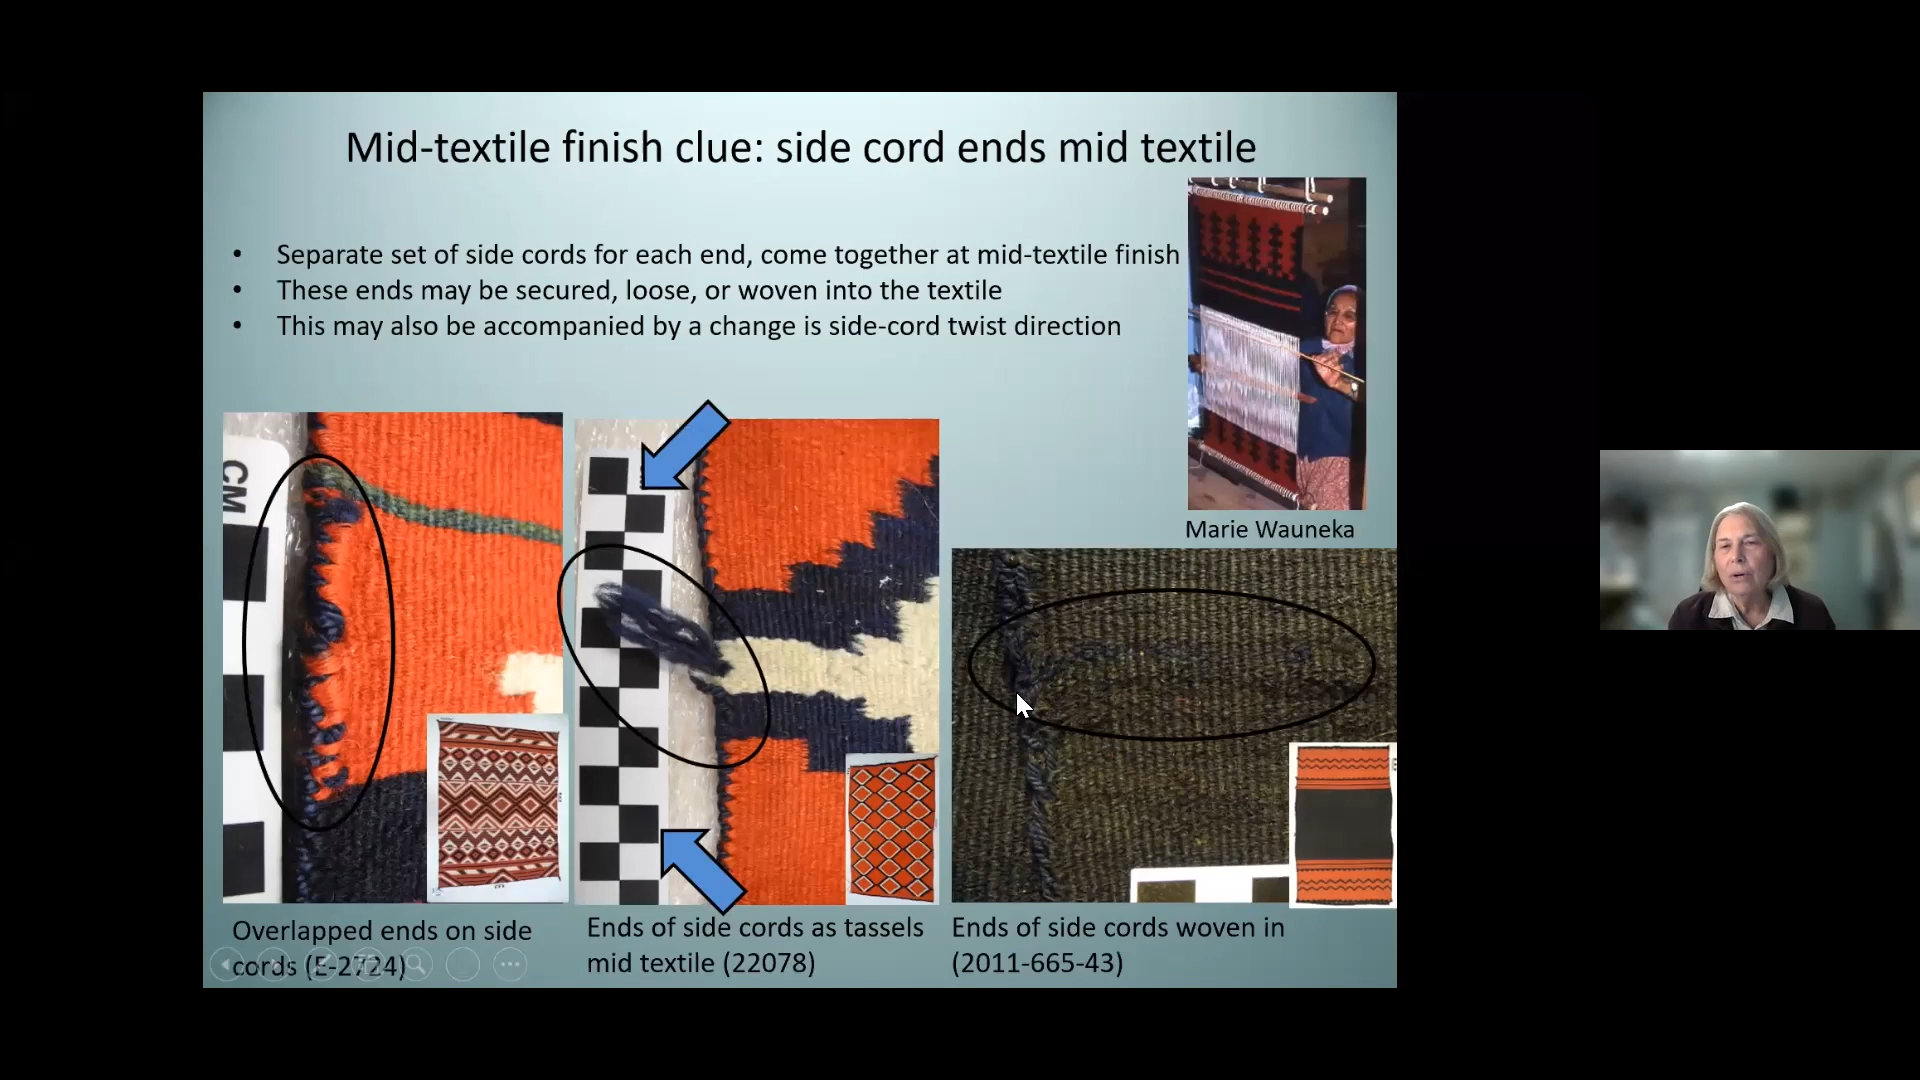 Mid-textile finish clue: side cord ends mid textile
• Separate set of side cords for each end, come together at mid-textile finish
• These ends may be secured, loose, or woven into the textile
• This may also be accompanied by a change is side-cord twist direction
Marie Wauneka
CM
Overlapped ends on side
cords (E-2724)
Ends of side cords as tassels
mid textile (22078)
Ends of side cords woven in
(2011-665-43)